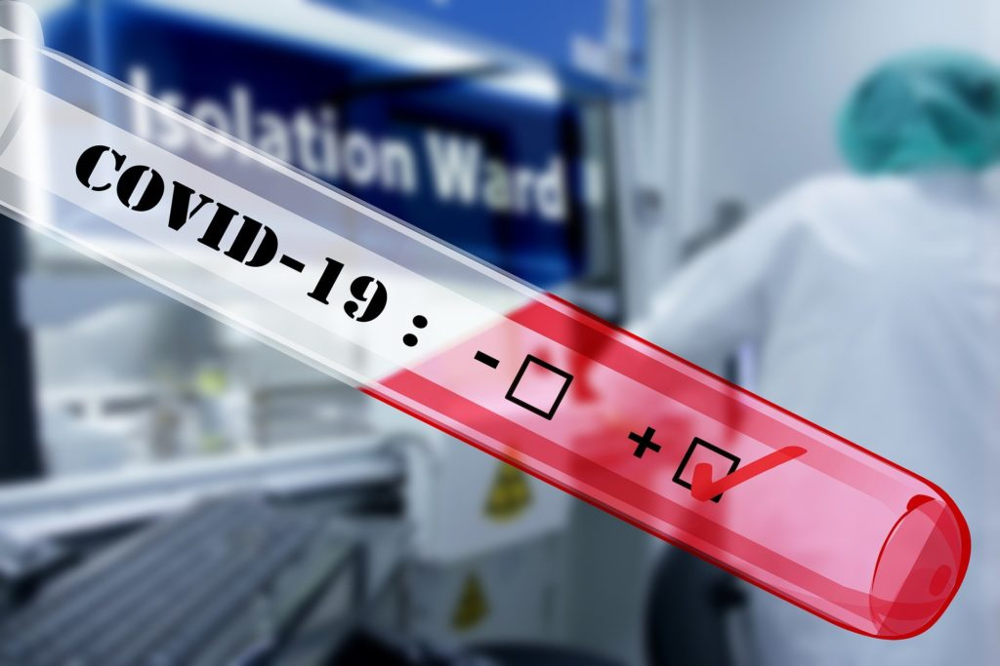 Isolation Ward
COVID-19 : - ☐ + ☑